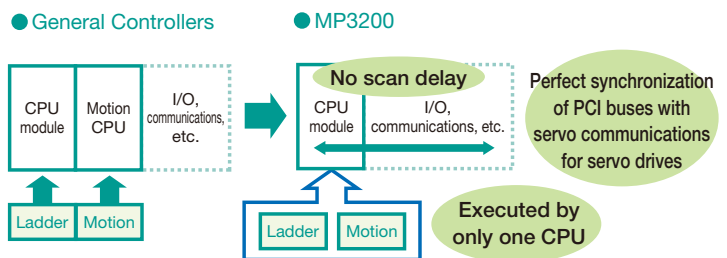 ● General Controllers
CPU
module
Motion
CPU
I/O,
communications,
etc.
Ladder
Motion
● MP3200
No scan delay
CPU
module
I/O,
communications, etc.
Ladder
Motion
Executed by
only one CPU
Perfect synchronization
of PCI buses with
servo communications
for servo drives